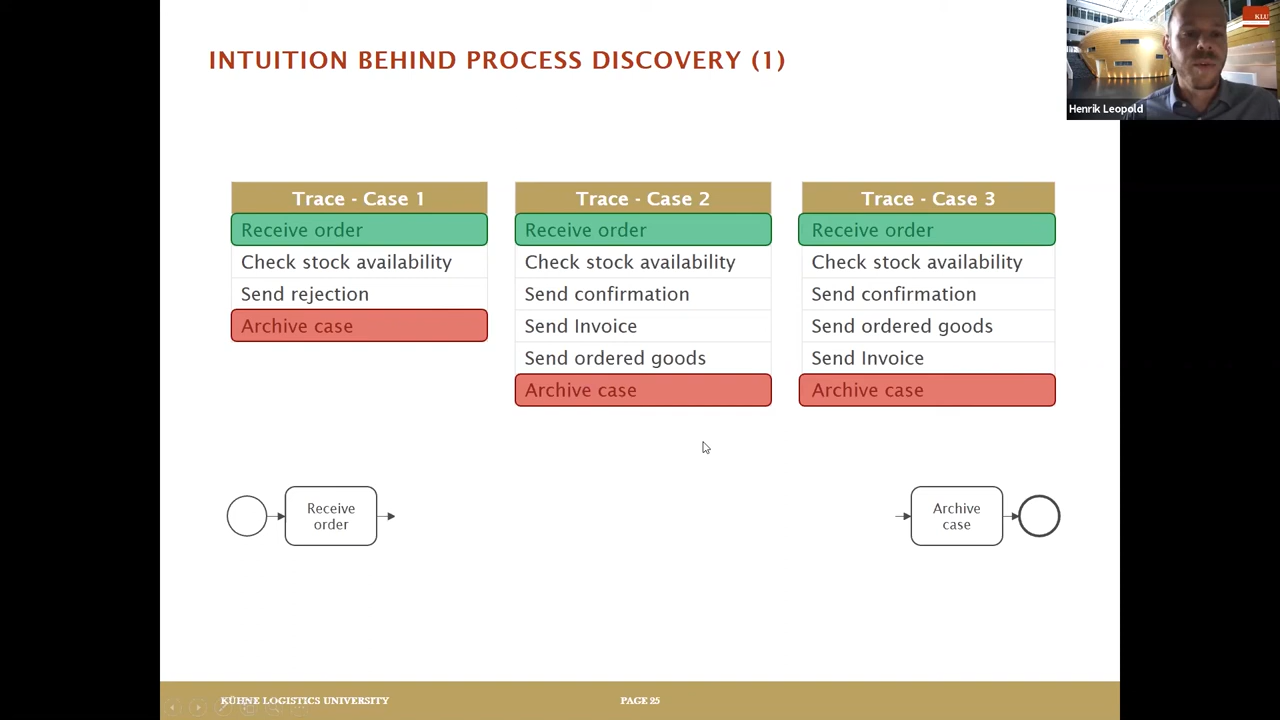 INTUITION BEHIND PROCESS DISCOVERY (1)
KLU
Henrik Leopold
Trace - Case 1
Receive order
Check stock availability
Send rejection
Archive case
Trace - Case 2
Receive order
Check stock availability
Send confirmation
Send Invoice
Send ordered goods
Archive case
Trace - Case 3
Receive order
Check stock availability
Send confirmation
Send ordered goods
Send Invoice
Archive case
Receive
order
Archive
case
KÜHNE LOGISTICS UNIVERSITY
PAGE 25